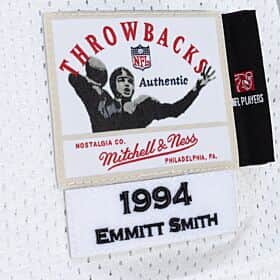 THROWBACKS
NFL
Authentic
NOSTALGIA CO.
Mitchell & Ness
PHILADELPHIA, PA.
NFL PLAYERS
1994
EMMITT SMITH